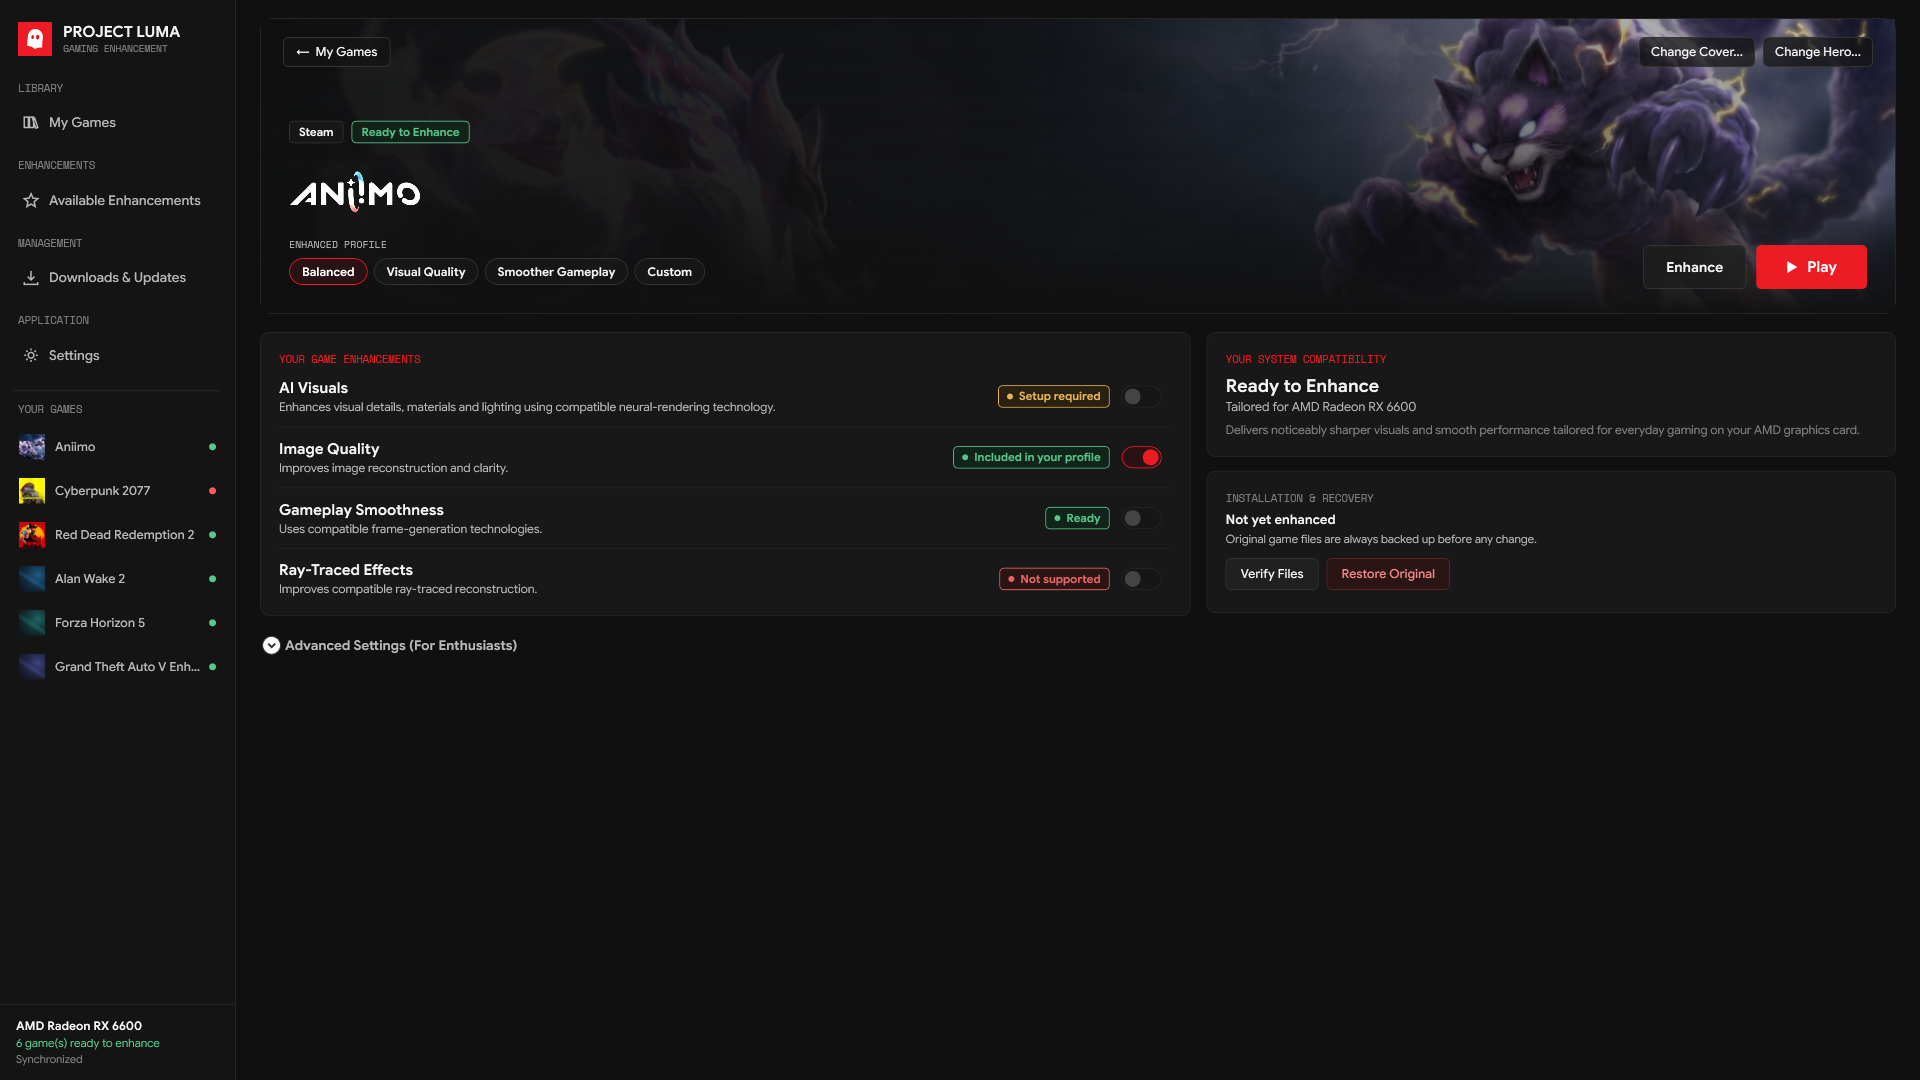 PROJECT LUMA
GAMING ENHANCEMENT
LIBRARY
My Games
ENHANCEMENTS
Available Enhancements
MANAGEMENT
Downloads & Updates
APPLICATION
Settings
YOUR GAMES
Aniimo
Cyberpunk 2077
Red Dead Redemption 2
Alan Wake 2
Forza Horizon 5
Grand Theft Auto V Enh...
AMD Radeon RX 6600
6 game(s) ready to enhance
Synchronized
← My Games
Change Cover...
Change Hero...
Steam
Ready to Enhance
ANIIMO
ENHANCED PROFILE
Balanced
Visual Quality
Smoother Gameplay
Custom
Enhance
Play
YOUR GAME ENHANCEMENTS
AI Visuals
Enhances visual details, materials and lighting using compatible neural-rendering technology.
Setup required
Image Quality
Improves image reconstruction and clarity.
Included in your profile
Gameplay Smoothness
Uses compatible frame-generation technologies.
Ready
Ray-Traced Effects
Improves compatible ray-traced reconstruction.
Not supported
Advanced Settings (For Enthusiasts)
YOUR SYSTEM COMPATIBILITY
Ready to Enhance
Tailored for AMD Radeon RX 6600
Delivers noticeably sharper visuals and smooth performance tailored for everyday gaming on your AMD graphics card.
INSTALLATION & RECOVERY
Not yet enhanced
Original game files are always backed up before any change.
Verify Files
Restore Original